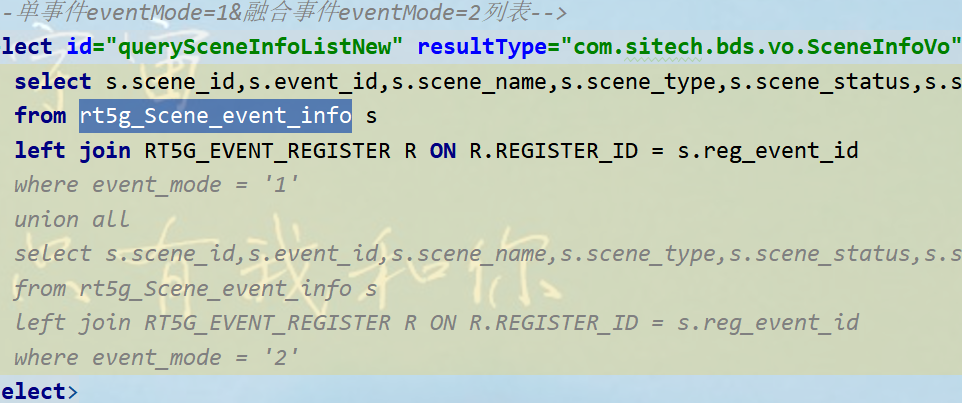 -单事件eventMode=1&融合事件eventMode=2列表-->
lect id="querySceneInfoListNew" resultType="com.sitech.bds.vo.SceneInfoVo"
select s.scene_id,s.event_id,s.scene_name,s.scene_type,s.scene_status,s.s
from rt5g_Scene_event_info s
left join RT5G_EVENT_REGISTER R ON R.REGISTER_ID = s.reg_event_id
where event_mode = '1'
union all
select s.scene_id,s.event_id,s.scene_name,s.scene_type,s.scene_status,s.s
from rt5g_Scene_event_info s
left join RT5G_EVENT_REGISTER R ON R.REGISTER_ID = s.reg_event_id
where event_mode = '2'
elect>
只有我和你